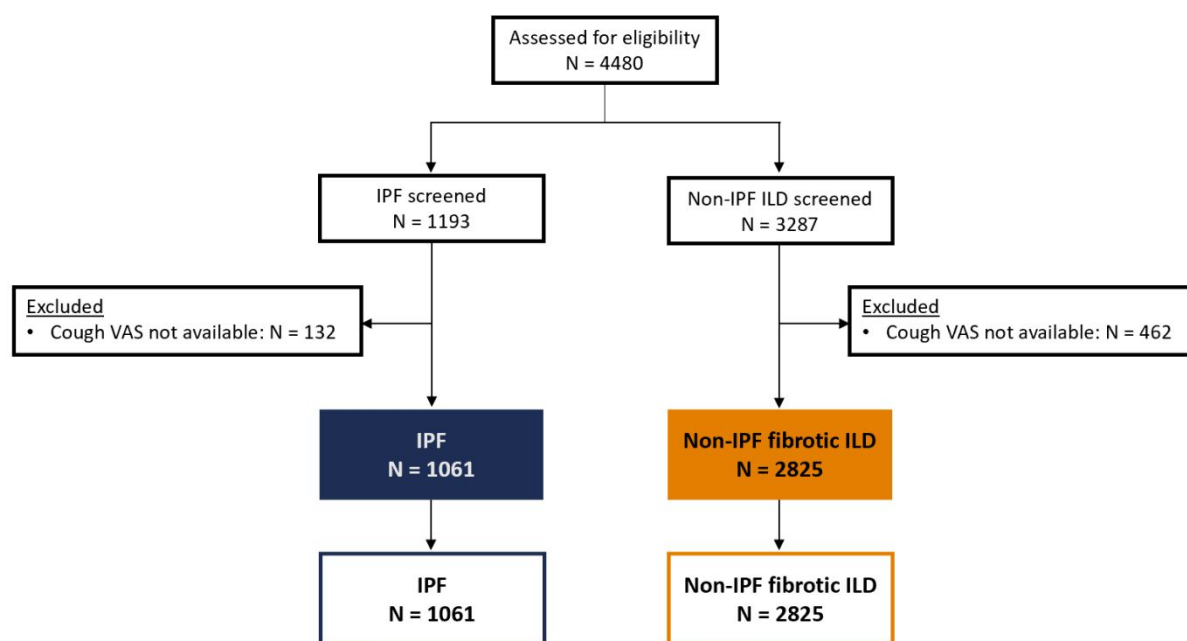 Assessed for eligibility
N = 4480
IPF screened
N = 1193
Non-IPF ILD screened
N = 3287
Excluded
• Cough VAS not available: N = 132
Excluded
• Cough VAS not available: N = 462
IPF
N = 1061
Non-IPF fibrotic ILD
N = 2825
IPF
N = 1061
Non-IPF fibrotic ILD
N = 2825